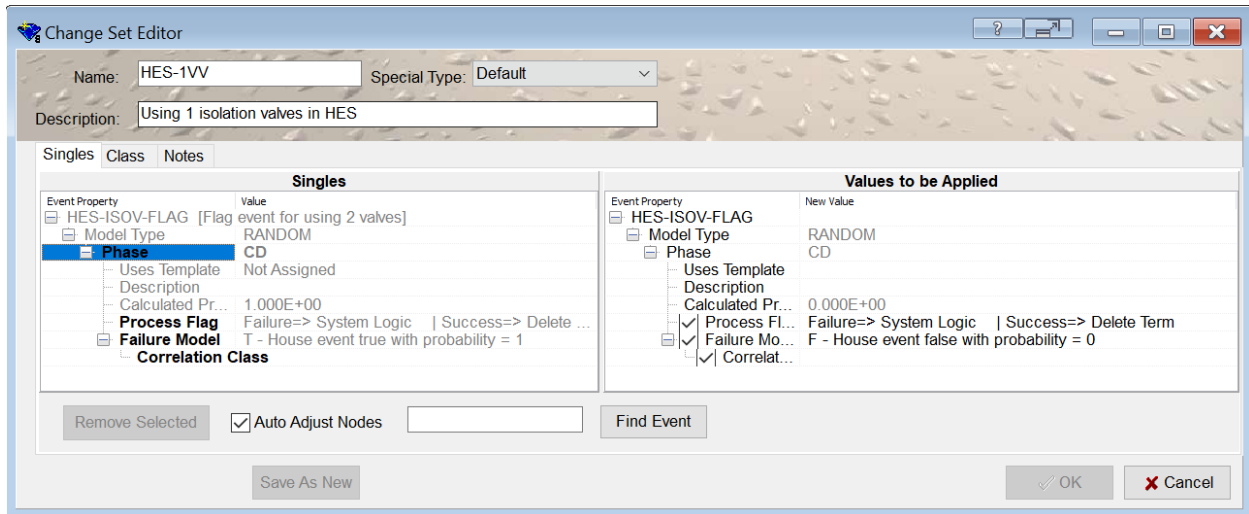 Change Set Editor
?
Name: HES-1VV Special Type: Default
Description: Using 1 isolation valves in HES
Singles Class Notes
Singles
Event Property Value
HES-ISOV-FLAG [Flag event for using 2 valves]
Model Type RANDOM
Phase CD
Uses Template Not Assigned
Description
Calculated Pr... 1.000E+00
Process Flag Failure=> System Logic | Success=> Delete ...
Failure Model T - House event true with probability = 1
Correlation Class
Values to be Applied
Event Property New Value
HES-ISOV-FLAG
Model Type RANDOM
Phase CD
Uses Template
Description
Calculated Pr... 0.000E+00
Process Fl... Failure=> System Logic | Success=> Delete Term
Failure Mo... F - House event false with probability = 0
Correlat...
Remove Selected Auto Adjust Nodes Find Event
Save As New OK Cancel